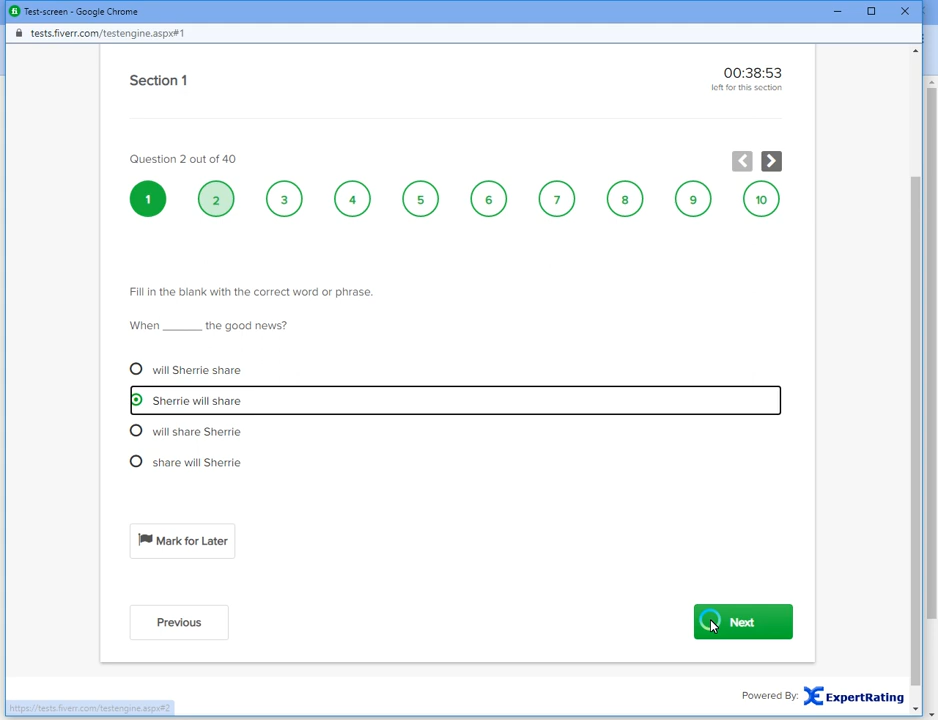 Test-screen - Google Chrome
tests.fiverr.com/testengine.aspx#1
Section 1
00:38:53
left for this section
Question 2 out of 40
1 2 3 4 5 6 7 8 9 10
Fill in the blank with the correct word or phrase.
When ______ the good news?
will Sherrie share
Sherrie will share
will share Sherrie
share will Sherrie
Mark for Later
Previous
Next
Powered By: ExpertRating
https://tests.fiverr.com/testengine.aspx#2